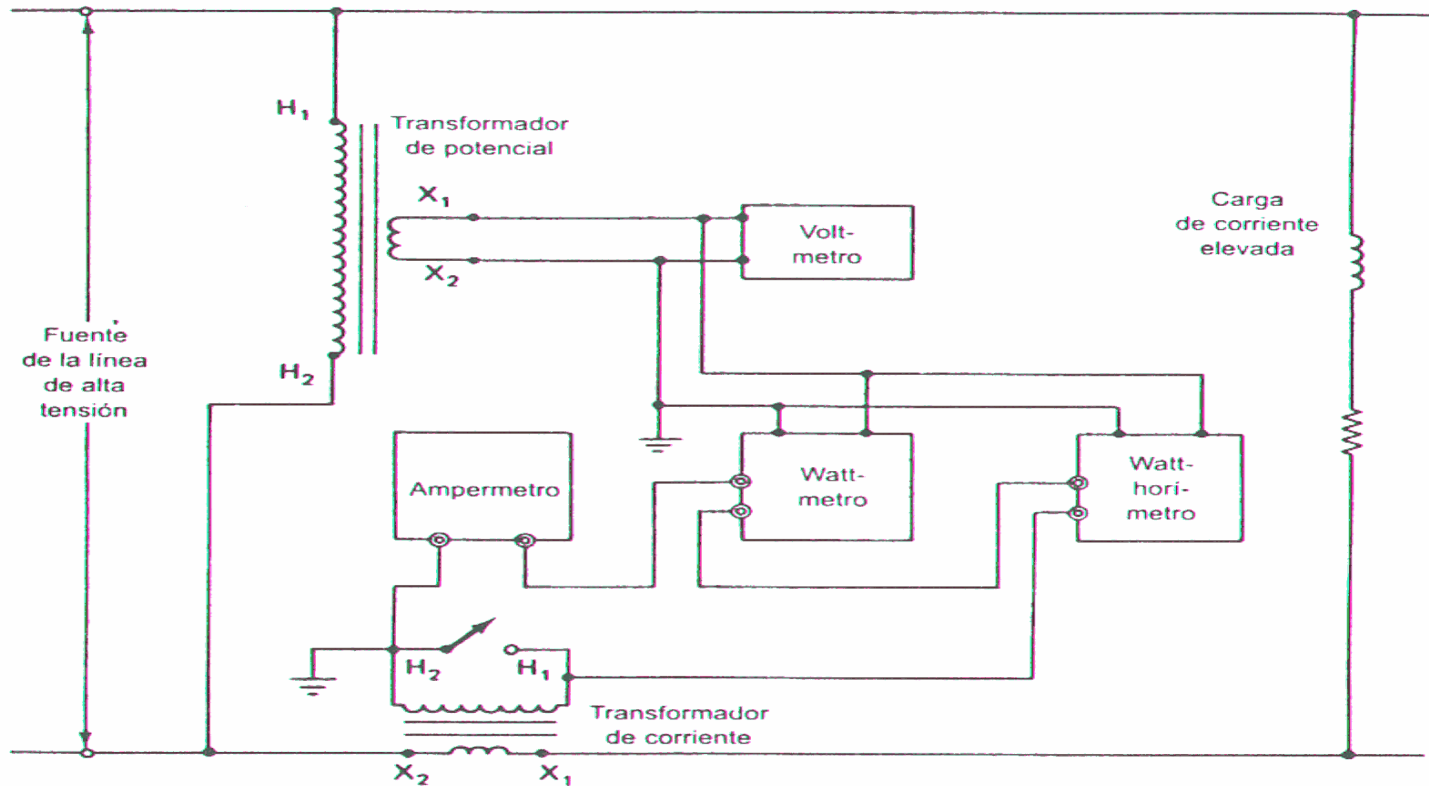 H₁
Transformador
de potencial
X₁
X₂
Volt-
metro
Carga
de corriente
elevada
Fuente
de la línea
de alta
tensión
H₂
Ampermetro
Watt-
metro
Watt-
horí-
metro
H₂
H₁
Transformador
de corriente
X₂
X₁